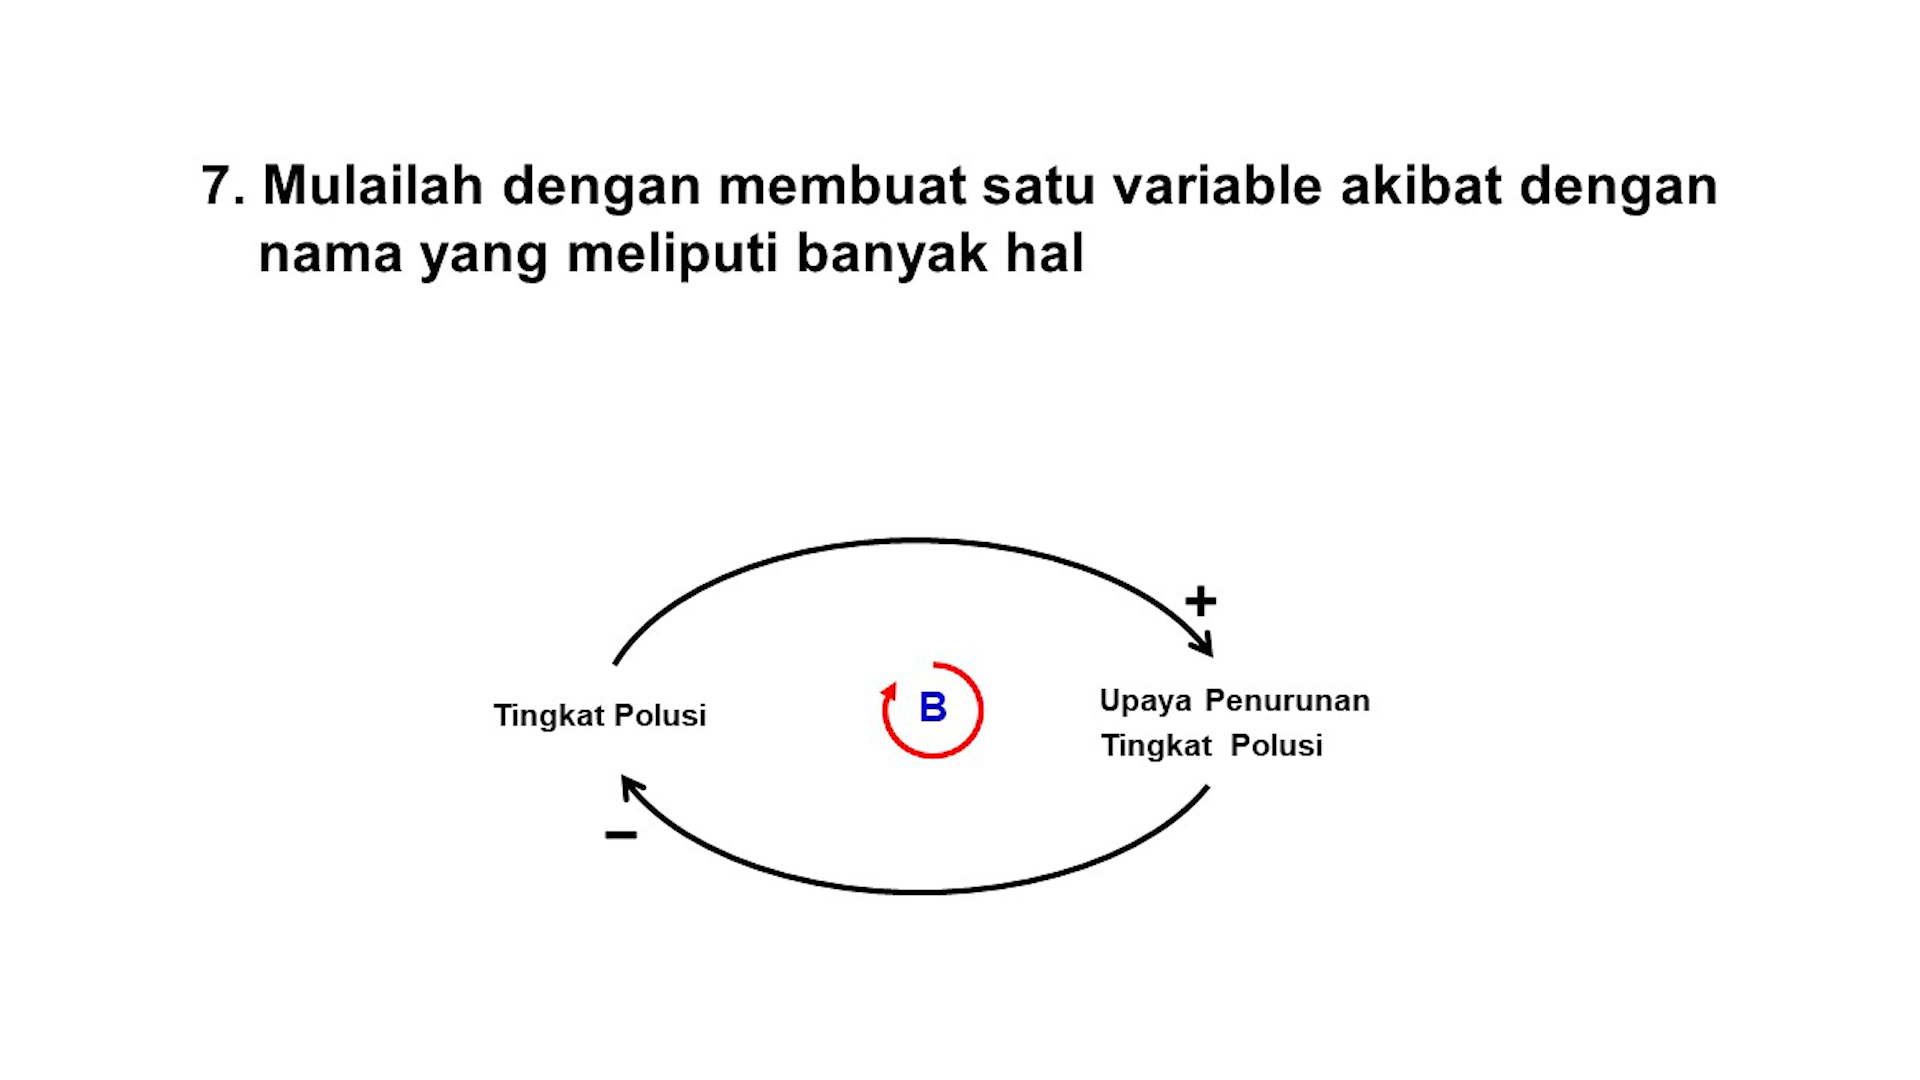 7. Mulailah dengan membuat satu variable akibat dengan
nama yang meliputi banyak hal
+
Tingkat Polusi
B
Upaya Penurunan
Tingkat Polusi
–